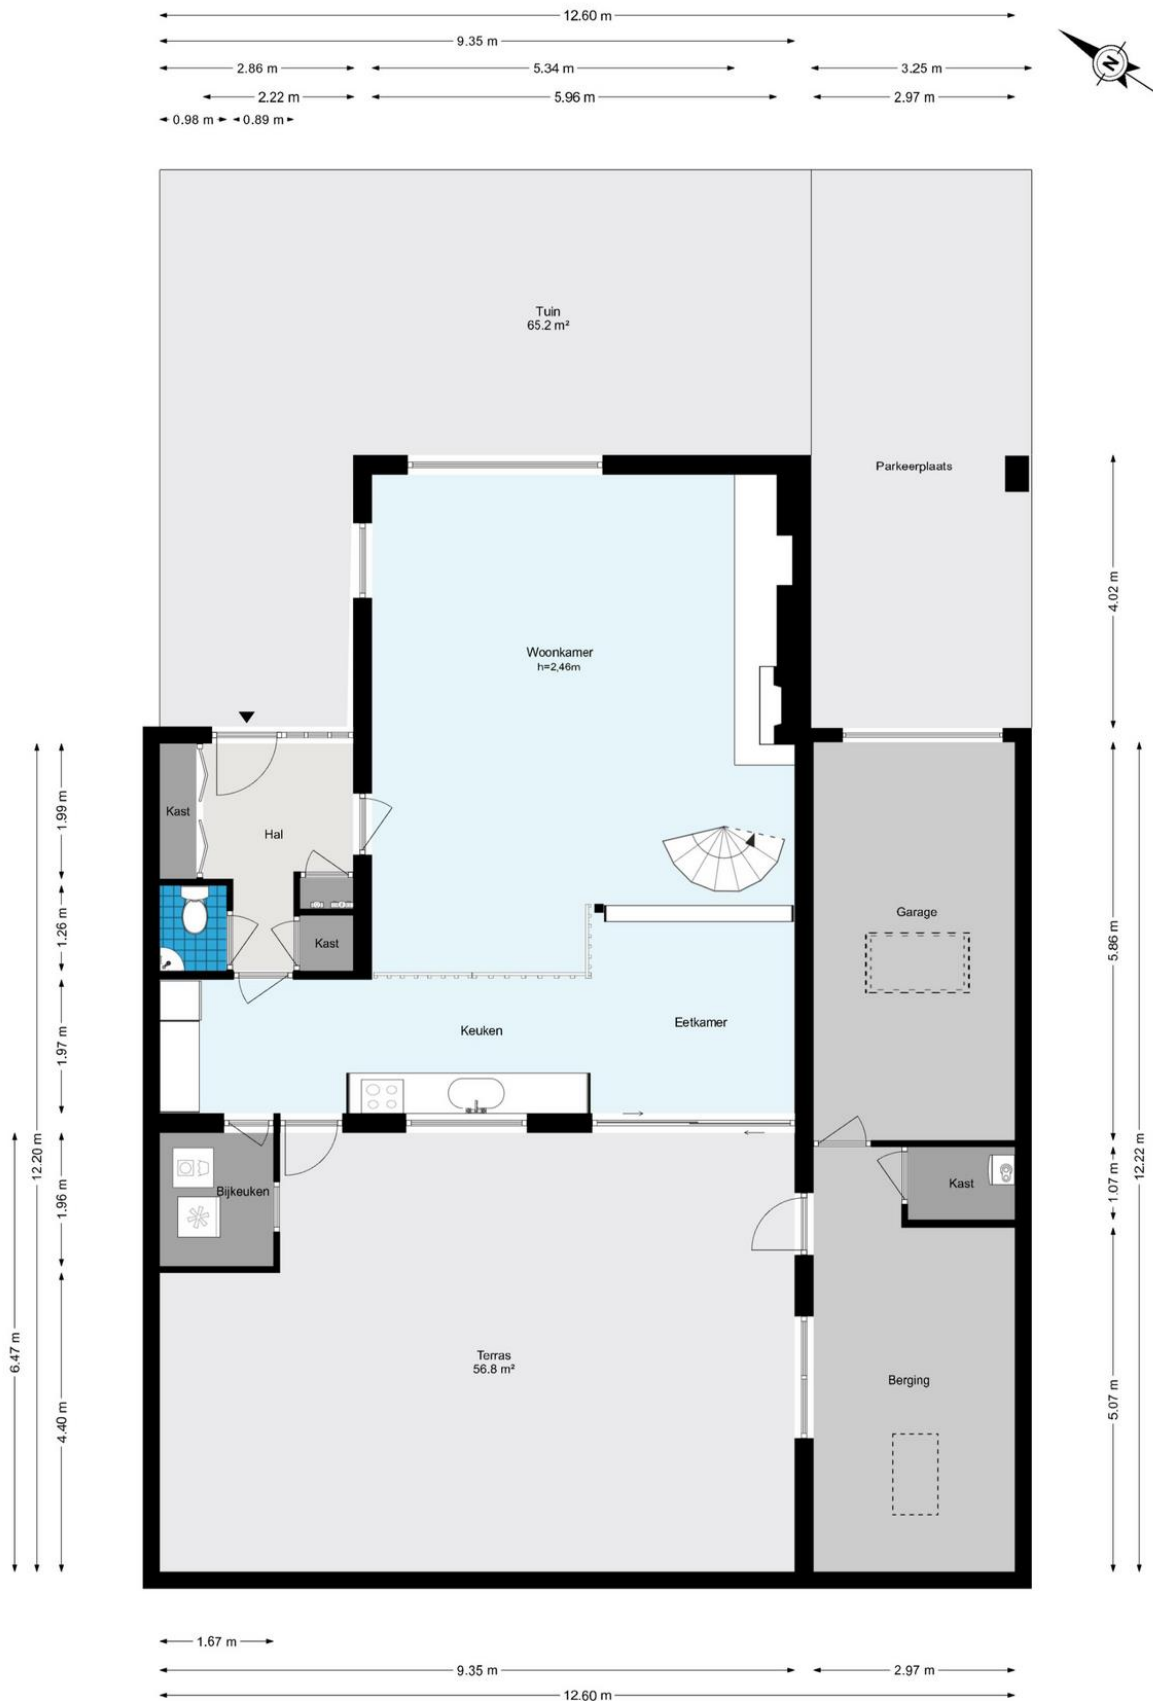 12.60 m
9.35 m
2.86 m
5.34 m
3.25 m
2.22 m
5.96 m
2.97 m
0.98 m
0.89 m
N
Tuin
65.2 m²
Parkeerplaats
4.02 m
Woonkamer
h=2,46m
Kast
Hal
1.99 m
Kast
1.26 m
Garage
5.86 m
Keuken
Eetkamer
1.97 m
12.20 m
Bijkeuken
1.96 m
Kast
1.07 m
12.22 m
Terras
56.8 m²
6.47 m
4.40 m
Berging
5.07 m
1.67 m
9.35 m
2.97 m
12.60 m